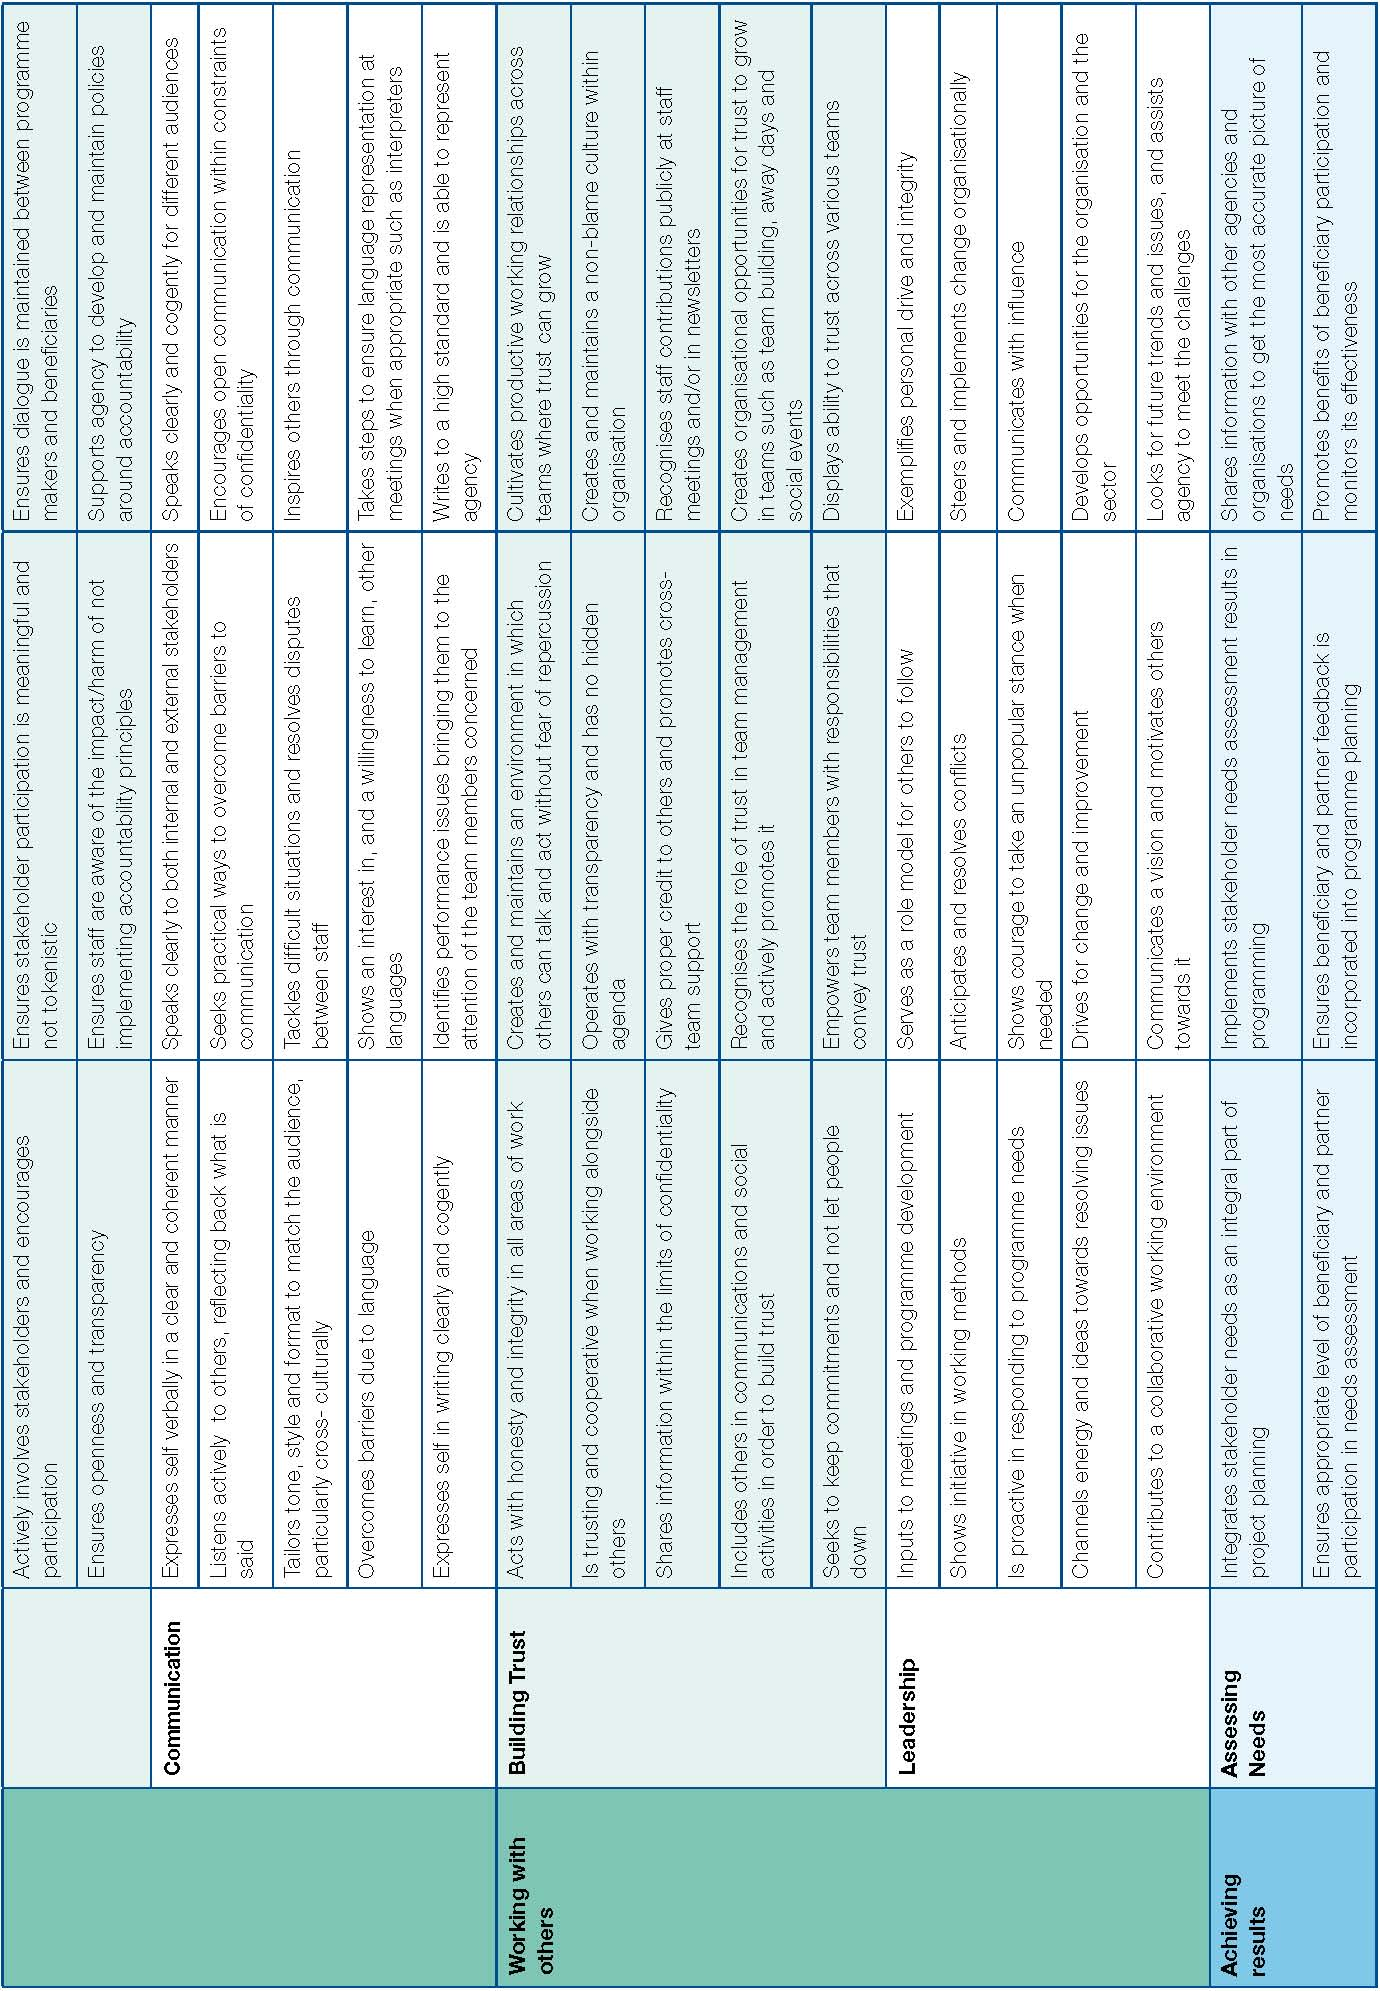 Actively involves stakeholders and encourages
participation
Ensures stakeholder participation is meaningful and
not tokenistic
Ensures dialogue is maintained between programme
makers and beneficiaries
Ensures openness and transparency
Ensures staff are aware of the impact/harm of not
implementing accountability principles
Supports agency to develop and maintain policies
around accountability
Communication
Expresses self verbally in a clear and coherent manner
Speaks clearly to both internal and external stakeholders
Speaks clearly and cogently for different audiences
Listens actively  to others, reflecting back what is
said
Seeks practical ways to overcome barriers to
communication
Encourages open communication within constraints
of confidentiality
Tailors tone, style and format to match the audience,
particularly cross- culturally
Tackles difficult situations and resolves disputes
between staff
Inspires others through communication
Overcomes barriers due to language
Shows an interest in, and a willingness to learn, other
languages
Takes steps to ensure language representation at
meetings when appropriate such as interpreters
Expresses self in writing clearly and cogently
Identifies performance issues bringing them to the
attention of the team members concerned
Writes to a high standard and is able to represent
agency
Working with
others
Building Trust
Acts with honesty and integrity in all areas of work
Creates and maintains an environment in which
others can talk and act without fear of repercussion
Cultivates productive working relationships across
teams where trust can grow
Is trusting and cooperative when working alongside
others
Operates with transparency and has no hidden
agenda
Creates and maintains a non-blame culture within
organisation
Shares information within the limits of confidentiality
Gives proper credit to others and promotes cross-
team support
Recognises staff contributions publicly at staff
meetings and/or in newsletters
Includes others in communications and social
activities in order to build trust
Recognises the role of trust in team management
and actively promotes it
Creates organisational opportunities for trust to grow
in teams such as team building, away days and
social events
Seeks to keep commitments and not let people
down
Empowers team members with responsibilities that
convey trust
Displays ability to trust across various teams
Leadership
Inputs to meetings and programme development
Serves as a role model for others to follow
Exemplifies personal drive and integrity
Shows initiative in working methods
Anticipates and resolves conflicts
Steers and implements change organisationally
Is proactive in responding to programme needs
Shows courage to take an unpopular stance when
needed
Communicates with influence
Channels energy and ideas towards resolving issues
Drives for change and improvement
Develops opportunities for the organisation and the
sector
Contributes to a collaborative working environment
Communicates a vision and motivates others
towards it
Looks for future trends and issues, and assists
agency to meet the challenges
Achieving
results
Assessing
Needs
Integrates stakeholder needs as an integral part of
project planning
Implements stakeholder needs assessment results in
programming
Shares information with other agencies and
organisations to get the most accurate picture of
needs
Ensures appropriate level of beneficiary and partner
participation in needs assessment
Ensures beneficiary and partner feedback is
incorporated into programme planning
Promotes benefits of beneficiary participation and
monitors its effectiveness